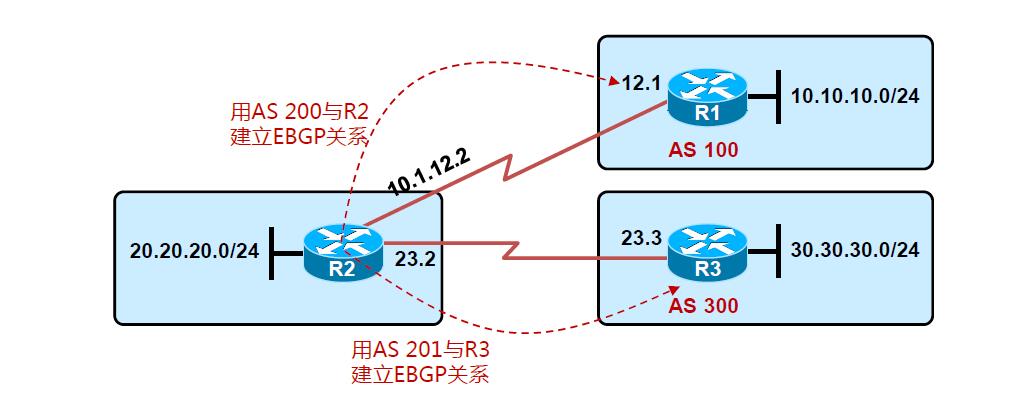 12.1
R1
10.10.10.0/24
AS 100
用AS 200与R2
建立EBGP关系
10.1.12.2
20.20.20.0/24
R2
23.2
23.3
R3
30.30.30.0/24
AS 300
用AS 201与R3
建立EBGP关系